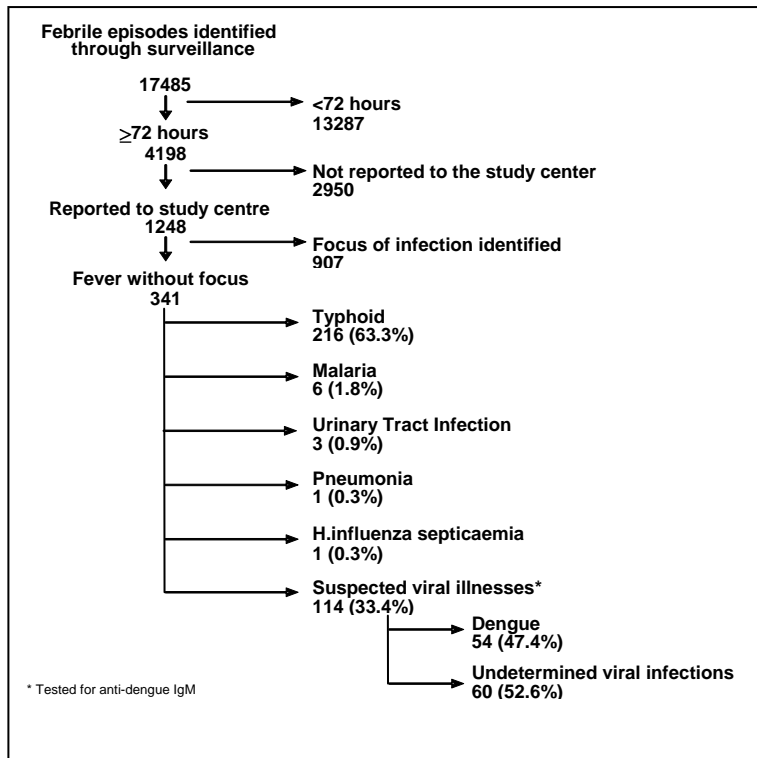 Febrile episodes identified
through surveillance
17485
<72 hours
13287
≥72 hours
4198
Not reported to the study center
2950
Reported to study centre
1248
Focus of infection identified
907
Fever without focus
341
Typhoid
216 (63.3%)
Malaria
6 (1.8%)
Urinary Tract Infection
3 (0.9%)
Pneumonia
1 (0.3%)
H.influenza septicaemia
1 (0.3%)
Suspected viral illnesses*
114 (33.4%)
Dengue
54 (47.4%)
Undetermined viral infections
60 (52.6%)
* Tested for anti-dengue IgM